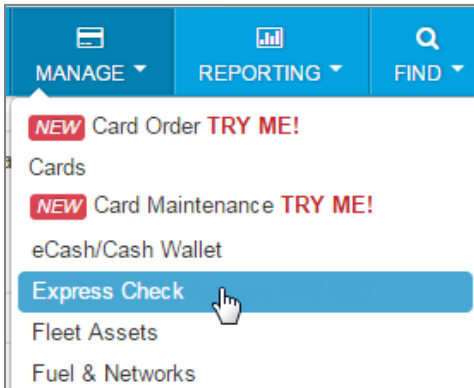 MANAGE REPORTING FIND
NEW Card Order TRY ME!
Cards
NEW Card Maintenance TRY ME!
eCash/Cash Wallet
Express Check
Fleet Assets
Fuel & Networks